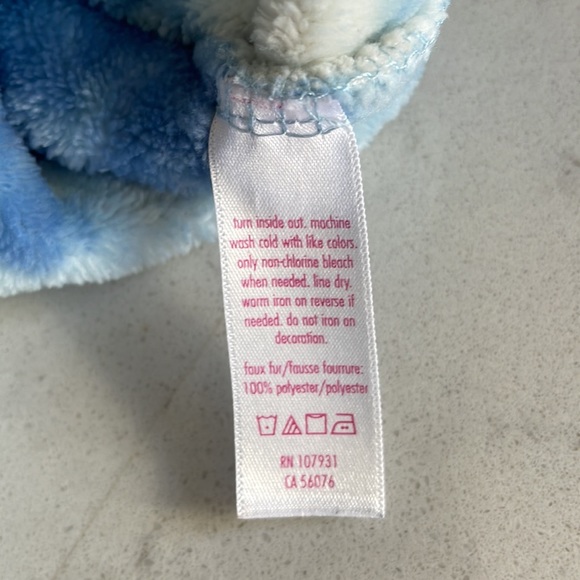 turn inside out. machine
wash cold with like colors.
only non-chlorine bleach
when needed. line dry.
warm iron on reverse if
needed. do not iron on
decoration.
faux fur/fausse fourrure:
100% polyester/polyester
RN 107931
CA 56076